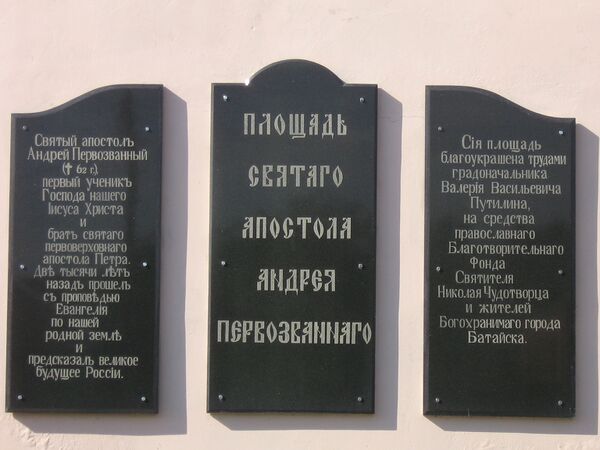 Святый апостолъ
Андрей Первозванный
(† 62 г.)
первый ученикъ
Господа нашего
Iисуса Христа
и
братъ святаго
первоверховнаго
апостола Петра.
Двѣ тысячи лѣтъ
назадъ прошелъ
съ проповѣдью
Евангелiя
по нашей
родной землѣ
и
предсказалъ великое
будущее Россiи.
ПЛОЩАДЬ
СВЯТАГО
АПОСТОЛА
АНДРЕЯ
ПЕРВОЗВАННАГО
Сiя площадь
благоукрашена трудами
градоначальника
Валерiя Васильевича
Путилина,
на средства
православнаго
Благотворительнаго
Фонда
Святителя
Николая Чудотворца
и жителей
Богохранимаго города
Батайска.